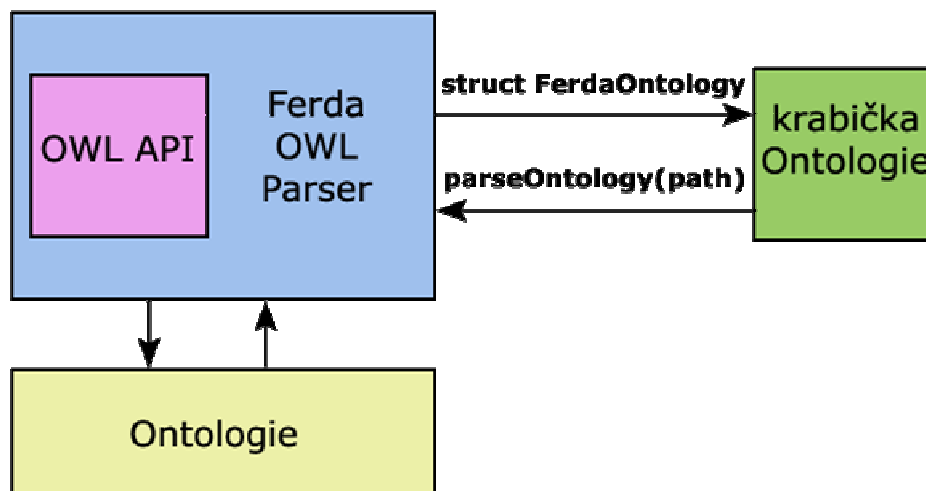 OWL API
Ferda
OWL
Parser
struct FerdaOntology
parseOntology(path)
krabička
Ontologie
Ontologie